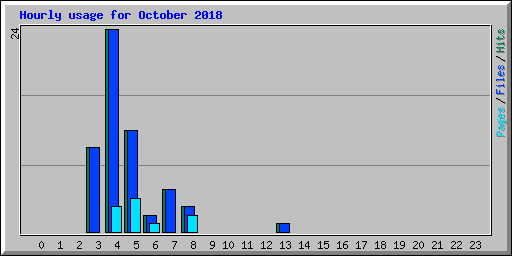 Hourly usage for October 2018
24
Pages/Files/Hits
0 1 2 3 4 5 6 7 8 9 10 11 12 13 14 15 16 17 18 19 20 21 22 23